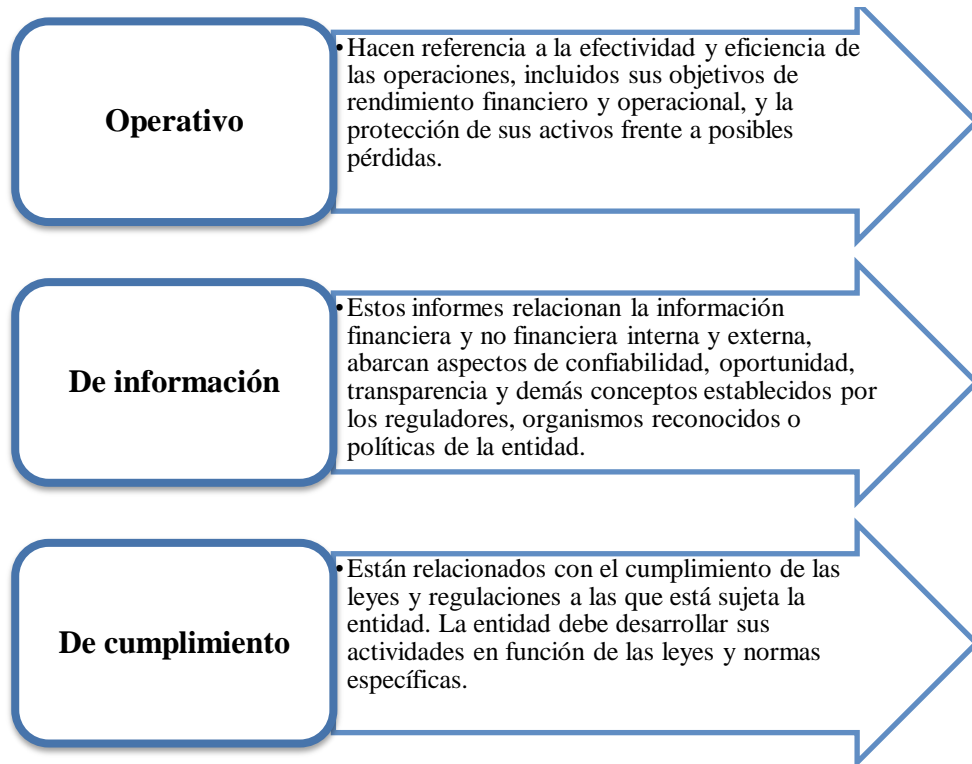 Operativo
•Hacen referencia a la efectividad y eficiencia de
las operaciones, incluidos sus objetivos de
rendimiento financiero y operacional, y la
protección de sus activos frente a posibles
pérdidas.
De información
•Estos informes relacionan la información
financiera y no financiera interna y externa,
abarcan aspectos de confiabilidad, oportunidad,
transparencia y demás conceptos establecidos por
los reguladores, organismos reconocidos o
políticas de la entidad.
De cumplimiento
•Están relacionados con el cumplimiento de las
leyes y regulaciones a las que está sujeta la
entidad. La entidad debe desarrollar sus
actividades en función de las leyes y normas
específicas.